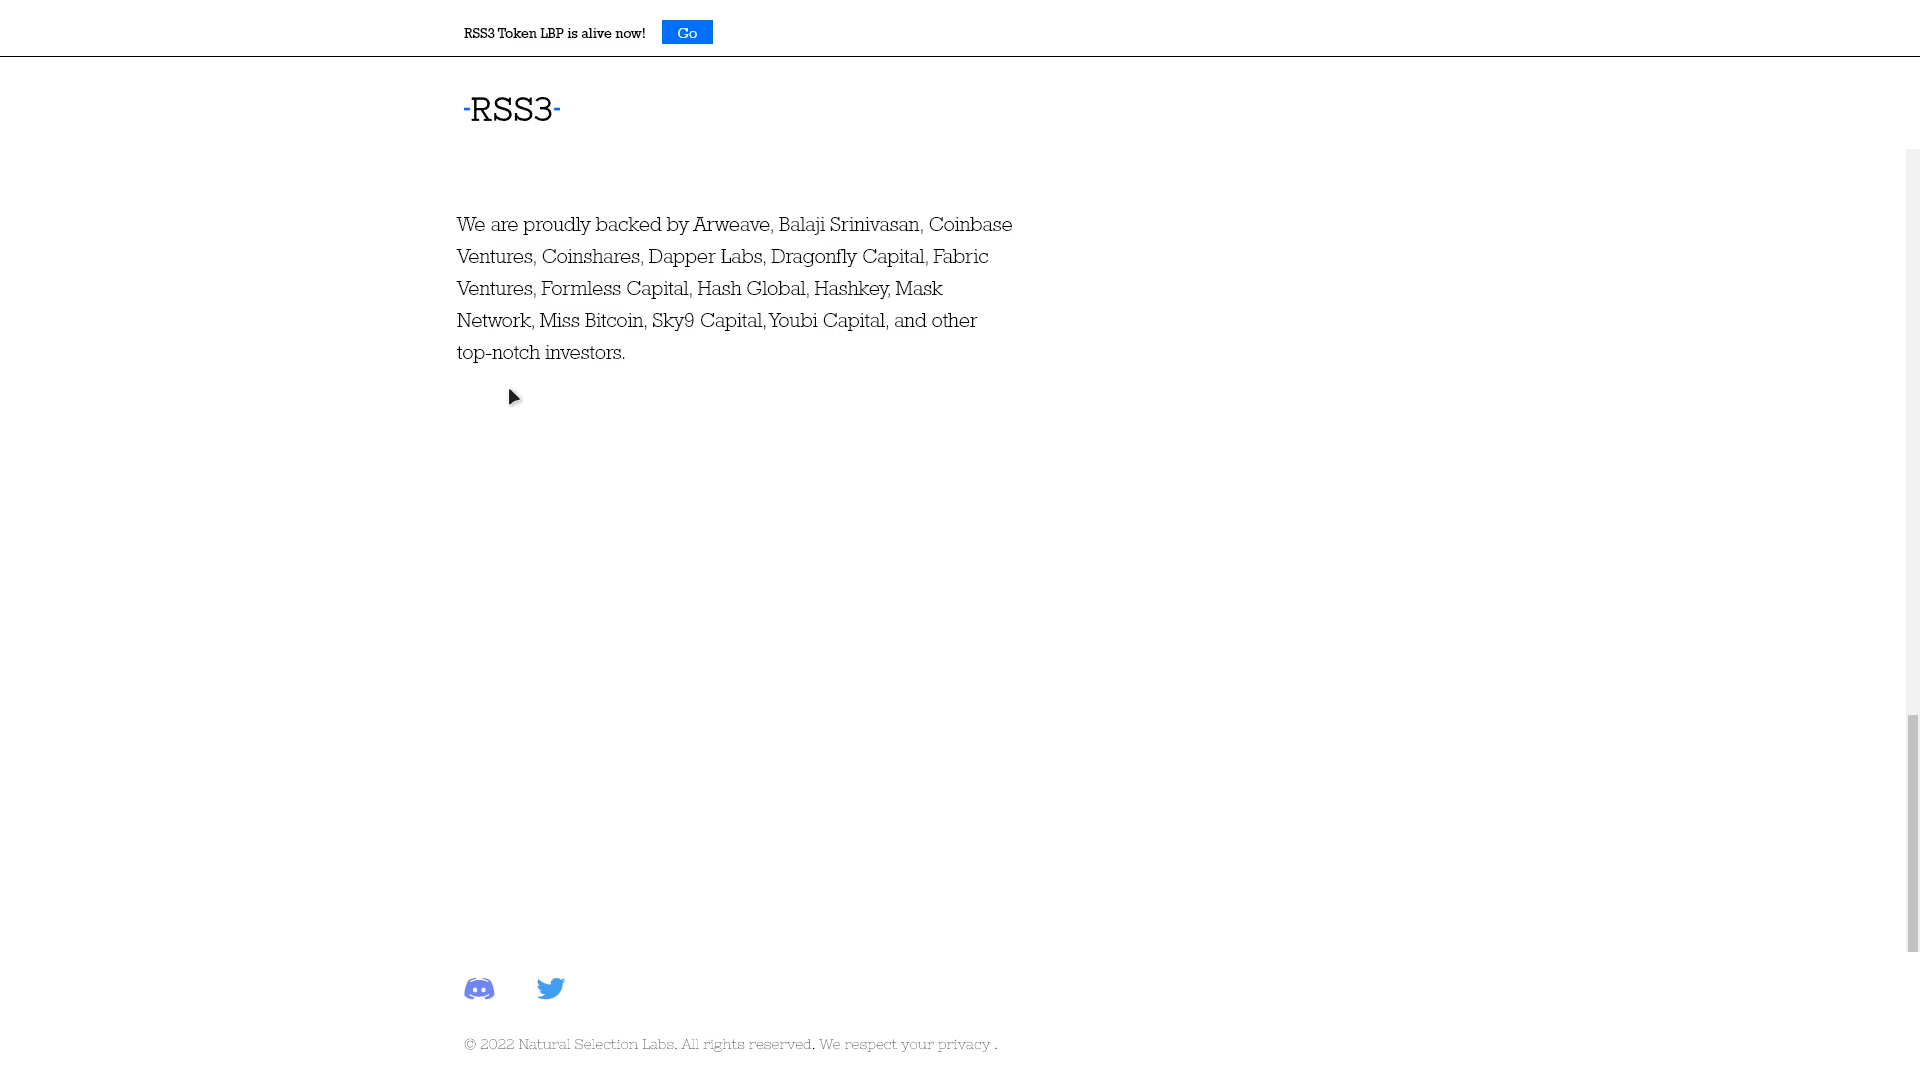 RSS3 Token LBP is alive now!
Go
-RSS3-
We are proudly backed by Arweave, Balaji Srinivasan, Coinbase
Ventures, Coinshares, Dapper Labs, Dragonfly Capital, Fabric
Ventures, Formless Capital, Hash Global, Hashkey, Mask
Network, Miss Bitcoin, Sky9 Capital, Youbi Capital, and other
top-notch investors.
© 2022 Natural Selection Labs. All rights reserved. We respect your privacy .